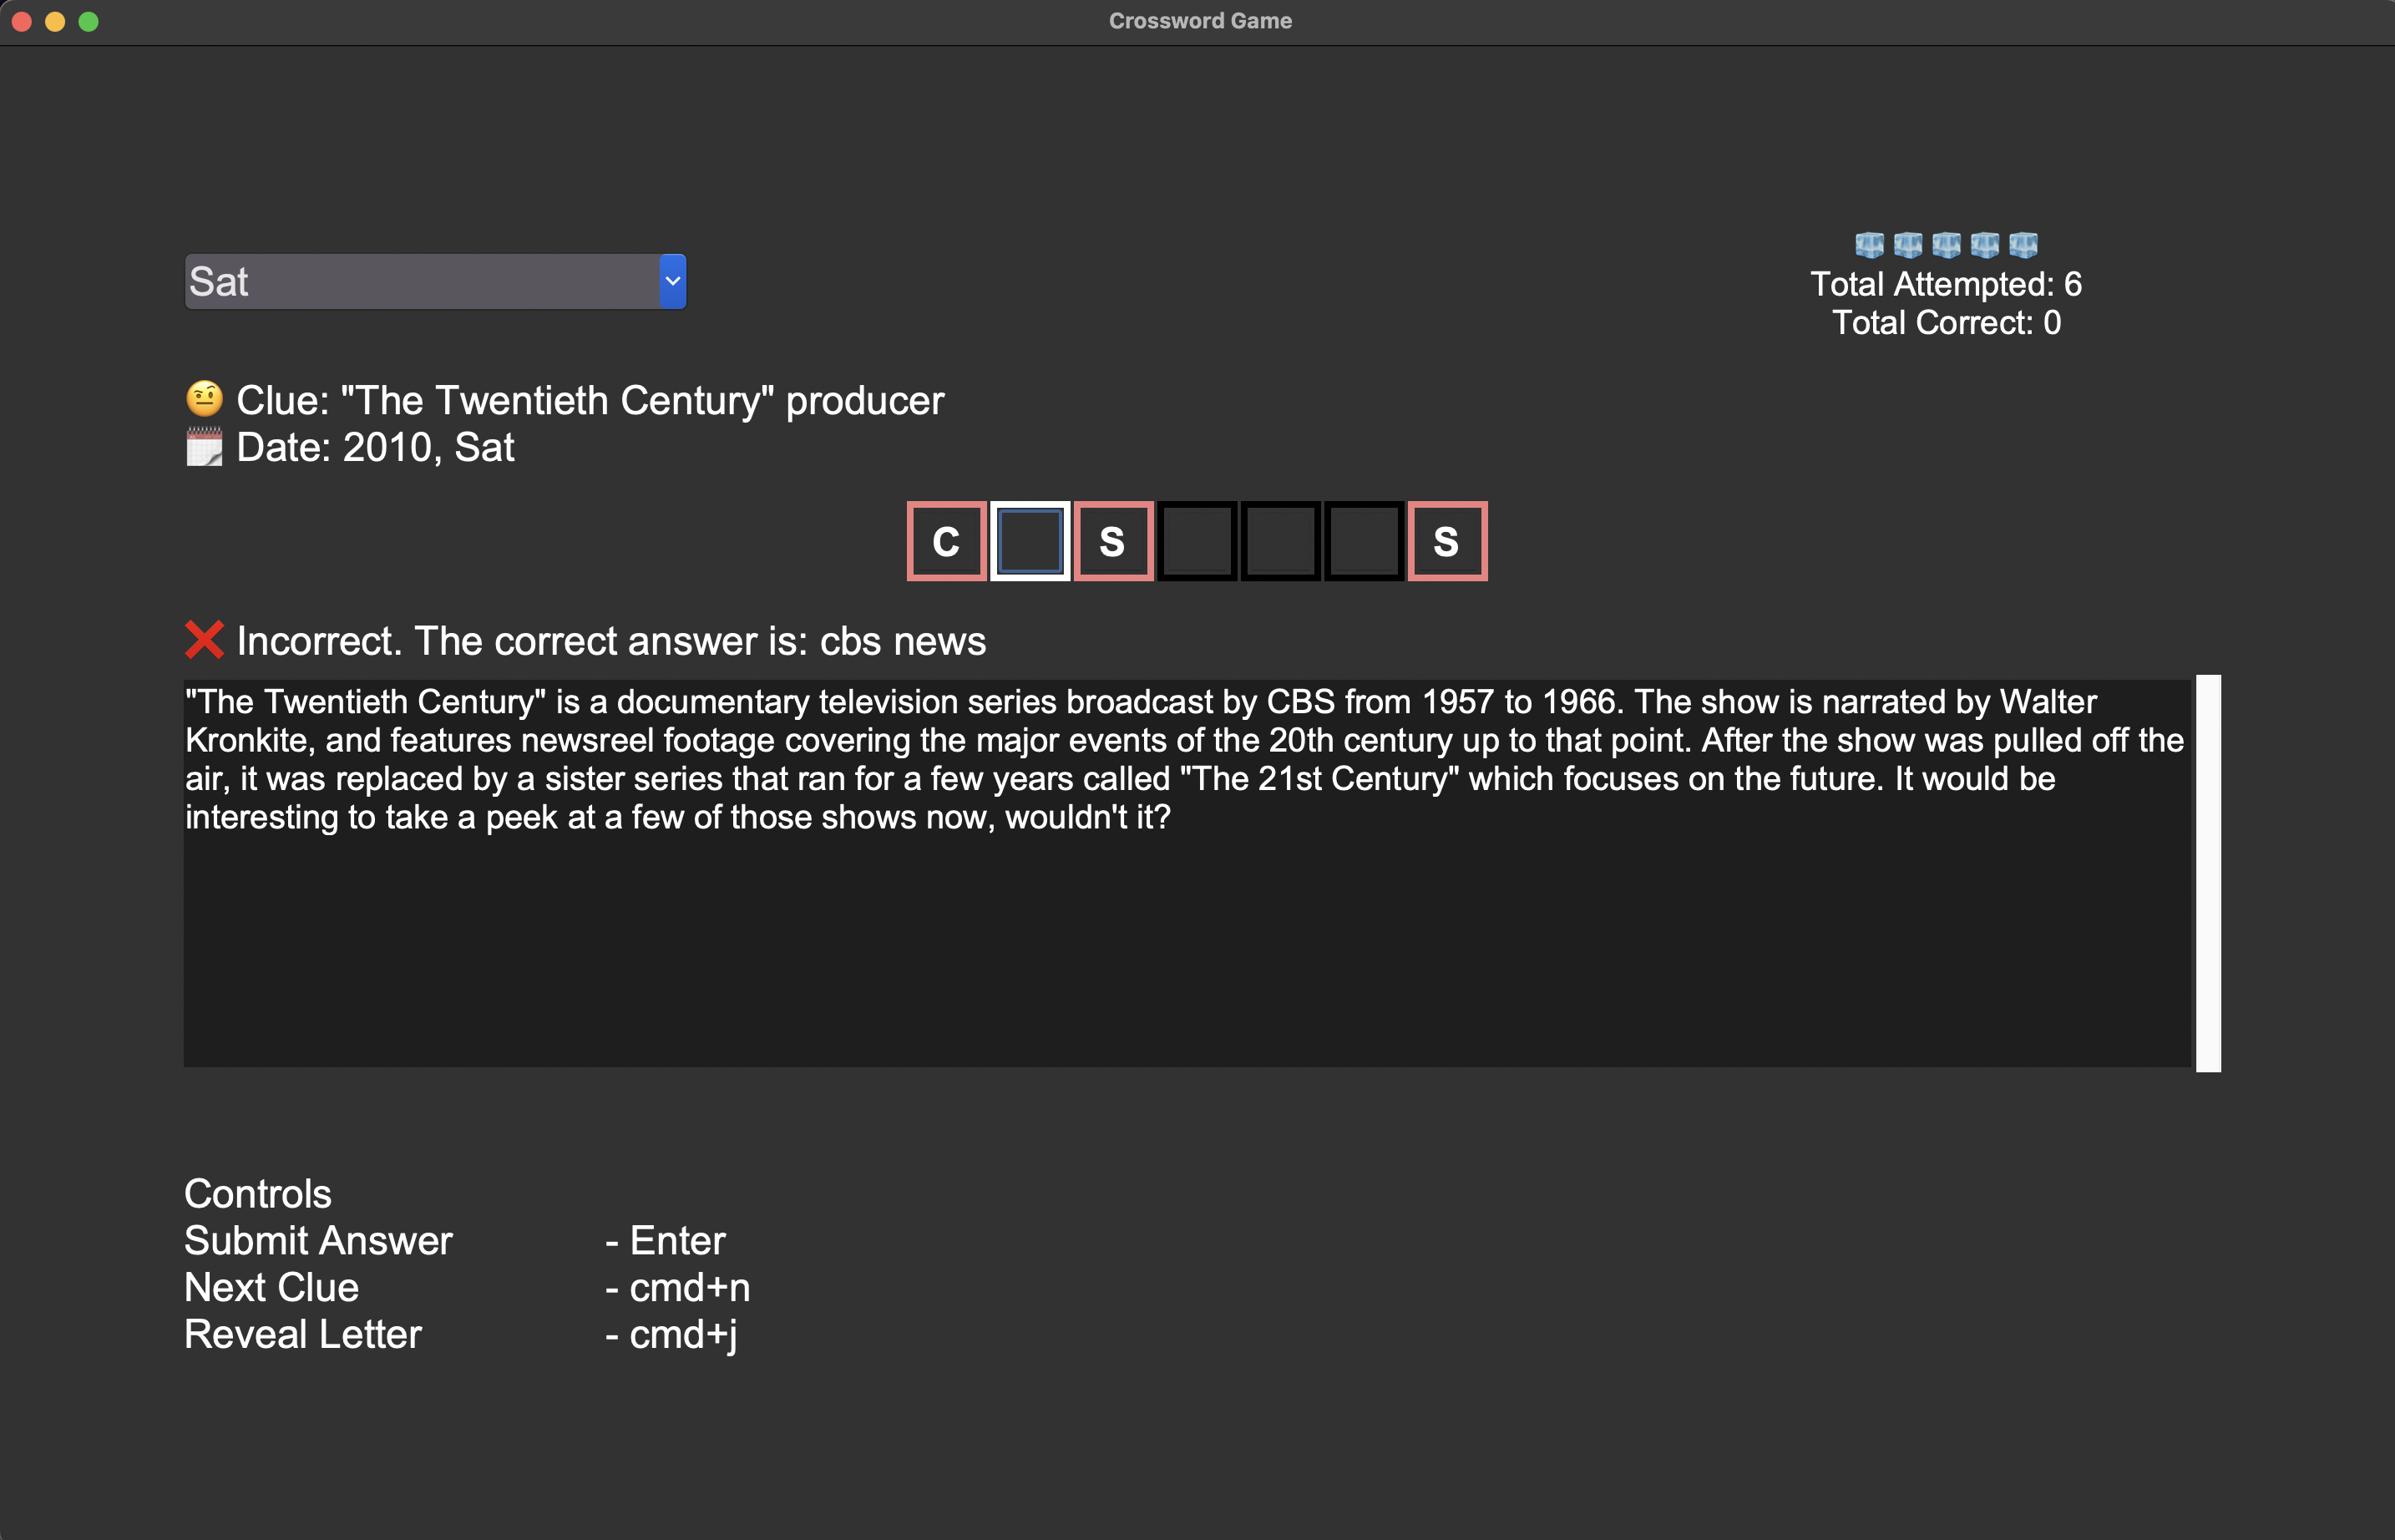 Crossword Game
Sat
Total Attempted: 6
Total Correct: 0
Clue: "The Twentieth Century" producer
Date: 2010, Sat
C S S
Incorrect. The correct answer is: cbs news
"The Twentieth Century" is a documentary television series broadcast by CBS from 1957 to 1966. The show is narrated by Walter
Kronkite, and features newsreel footage covering the major events of the 20th century up to that point. After the show was pulled off the
air, it was replaced by a sister series that ran for a few years called "The 21st Century" which focuses on the future. It would be
interesting to take a peek at a few of those shows now, wouldn't it?
Controls
Submit Answer - Enter
Next Clue - cmd+n
Reveal Letter - cmd+j